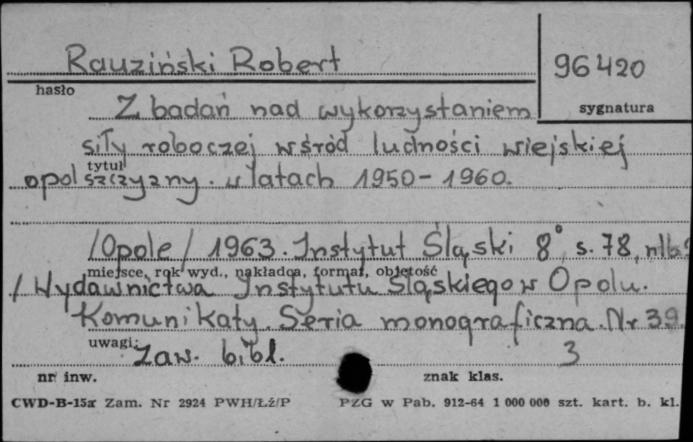 Rauziński Robert
96420
hasło
sygnatura
Z badań nad wykorzystaniem
siły roboczej wśród ludności wiejskiej
tytuł
opolszczyzny. w latach 1950-1960.
/Opole/ 1963. Instytut Śląski 8° s. 78, nlb.
miejsce, rok wyd., nakładca, format, objętość
/Wydawnictwa Instytutu Śląskiego w Opolu.
Komunikaty. Seria monograficzna. Nr 39.
uwagi:
Zaw. bibl. 3
nr inw. znak klas.
CWD-B-15a Zam. Nr 2924 PWH/Łż/P PZG w Pab. 912-64 1 000 000 szt. kart. b. kl.